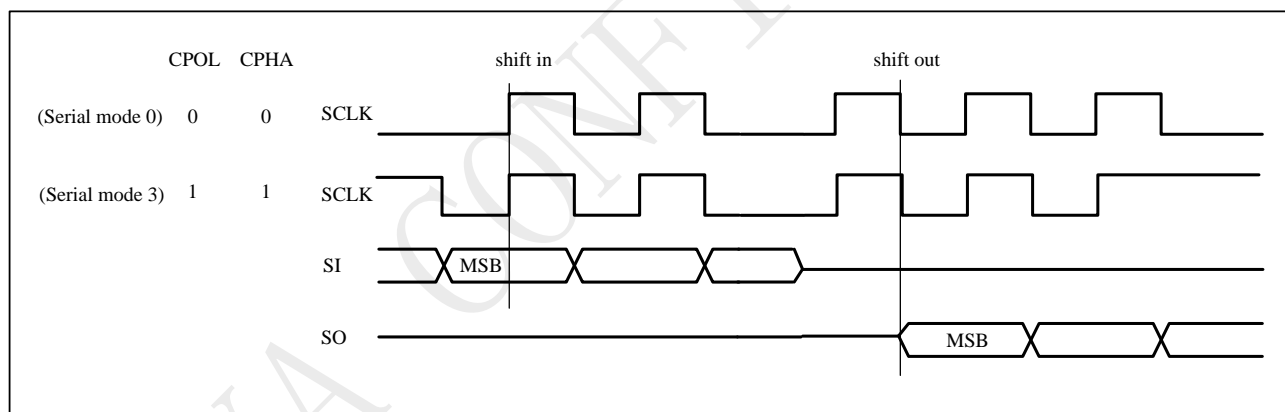 CPOL CPHA shift in shift out
(Serial mode 0) 0 0 SCLK
(Serial mode 3) 1 1 SCLK
SI MSB
SO MSB